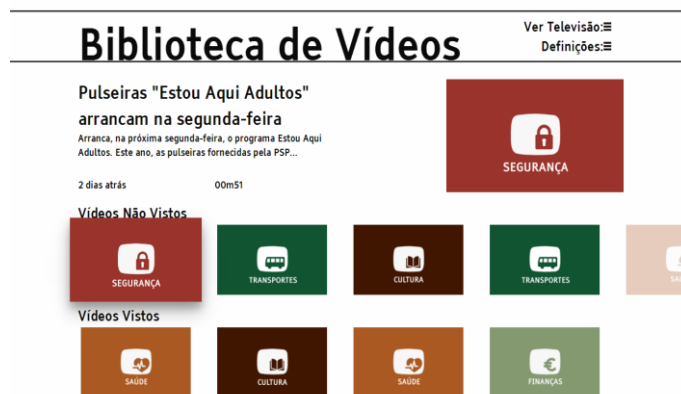 Biblioteca de Vídeos
Ver Televisão:≡
Definições:≡
Pulseiras "Estou Aqui Adultos"
arrancam na segunda-feira
Arranca, na próxima segunda-feira, o programa Estou Aqui
Adultos. Este ano, as pulseiras fornecidas pela PSP...
2 dias atrás 00m51
SEGURANÇA
Vídeos Não Vistos
SEGURANÇA TRANSPORTES CULTURA TRANSPORTES
Vídeos Vistos
SAÚDE CULTURA SAÚDE FINANÇAS